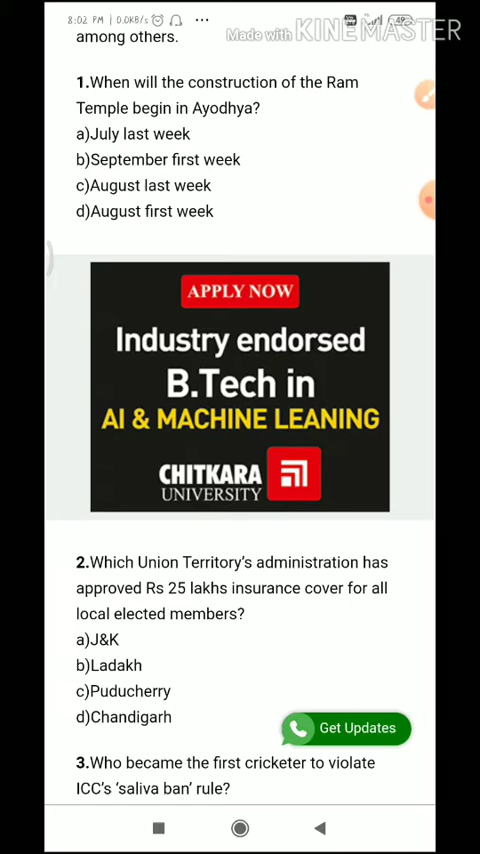 8:02 PM | 0.0KB/s
Made with KINEMASTER
among others.
1.When will the construction of the Ram
Temple begin in Ayodhya?
a)July last week
b)September first week
c)August last week
d)August first week
APPLY NOW
Industry endorsed
B.Tech in
AI & MACHINE LEANING
CHITKARA
UNIVERSITY
2.Which Union Territory’s administration has
approved Rs 25 lakhs insurance cover for all
local elected members?
a)J&K
b)Ladakh
c)Puducherry
d)Chandigarh
Get Updates
3.Who became the first cricketer to violate
ICC’s ‘saliva ban’ rule?